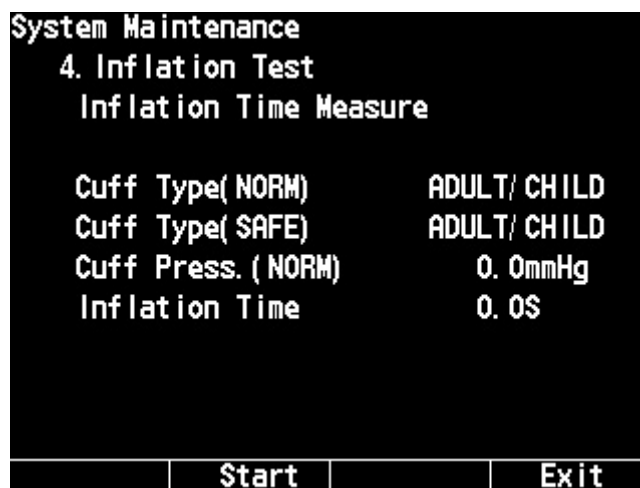 System Maintenance
4. Inflation Test
Inflation Time Measure
Cuff Type(NORM) ADULT/CHILD
Cuff Type(SAFE) ADULT/CHILD
Cuff Press.(NORM) 0.0mmHg
Inflation Time 0.0S
Start Exit